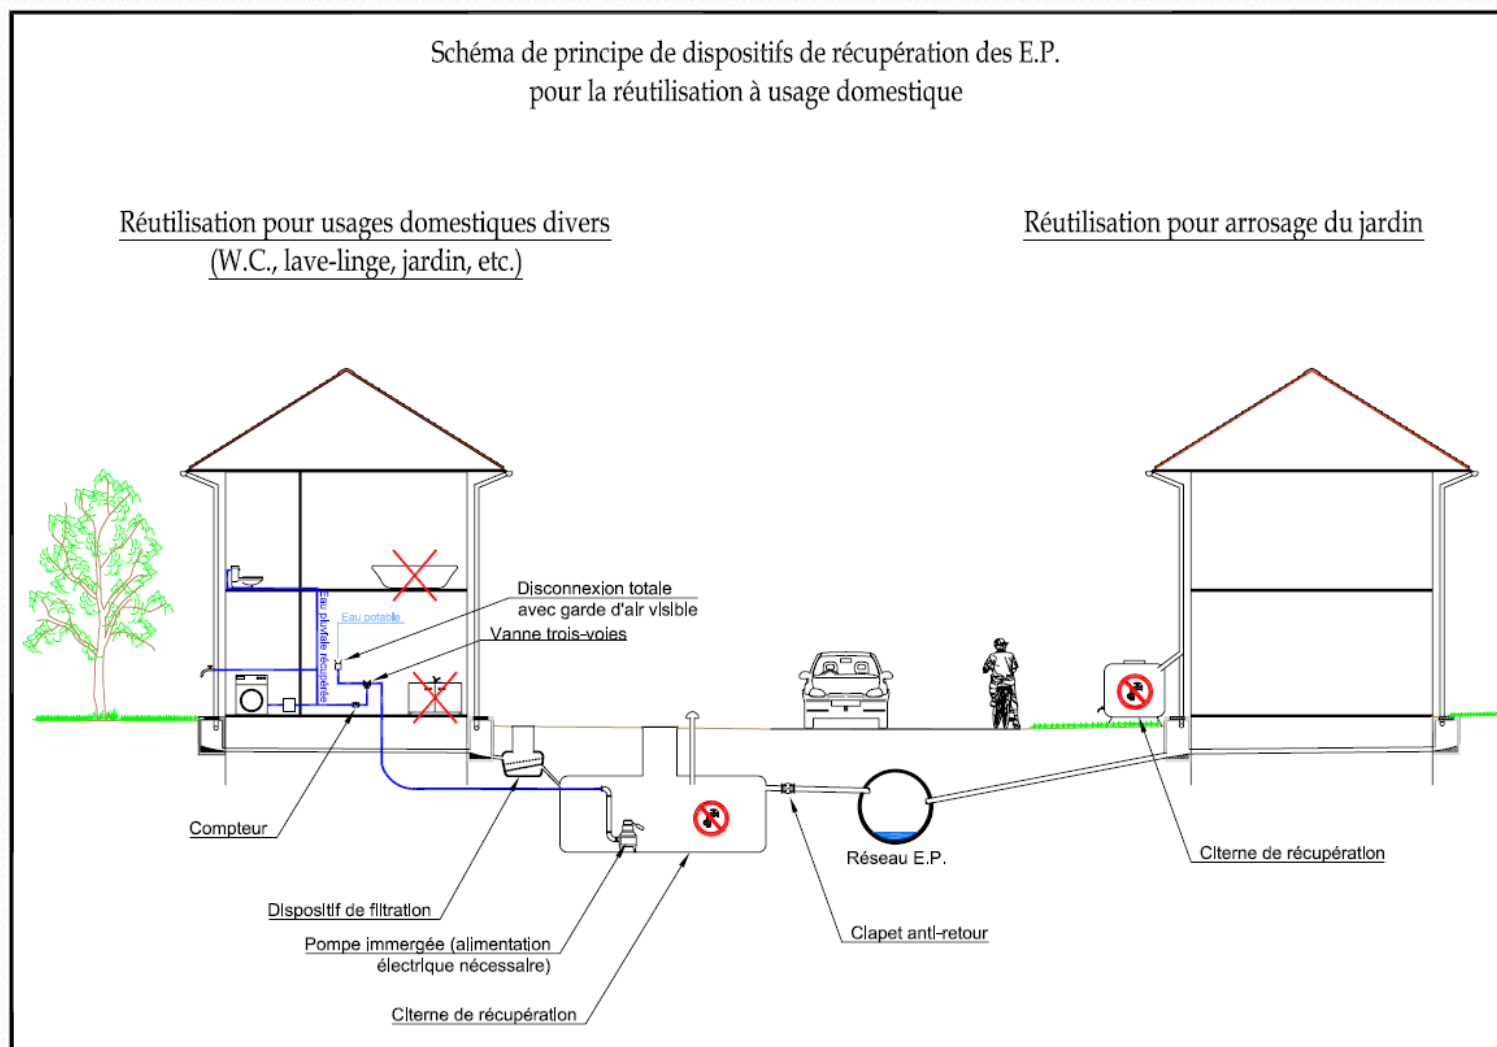 Schéma de principe de dispositifs de récupération des E.P.
pour la réutilisation à usage domestique
Réutilisation pour usages domestiques divers
(W.C., lave-linge, jardin, etc.)
Réutilisation pour arrosage du jardin
Disconnexion totale
avec garde d'air visible
Vanne trois-voies
Eau potable
Eau pluviale récupérée
Compteur
Dispositif de filtration
Pompe immergée (alimentation
électrique nécessaire)
Citerne de récupération
Réseau E.P.
Clapet anti-retour
Citerne de récupération